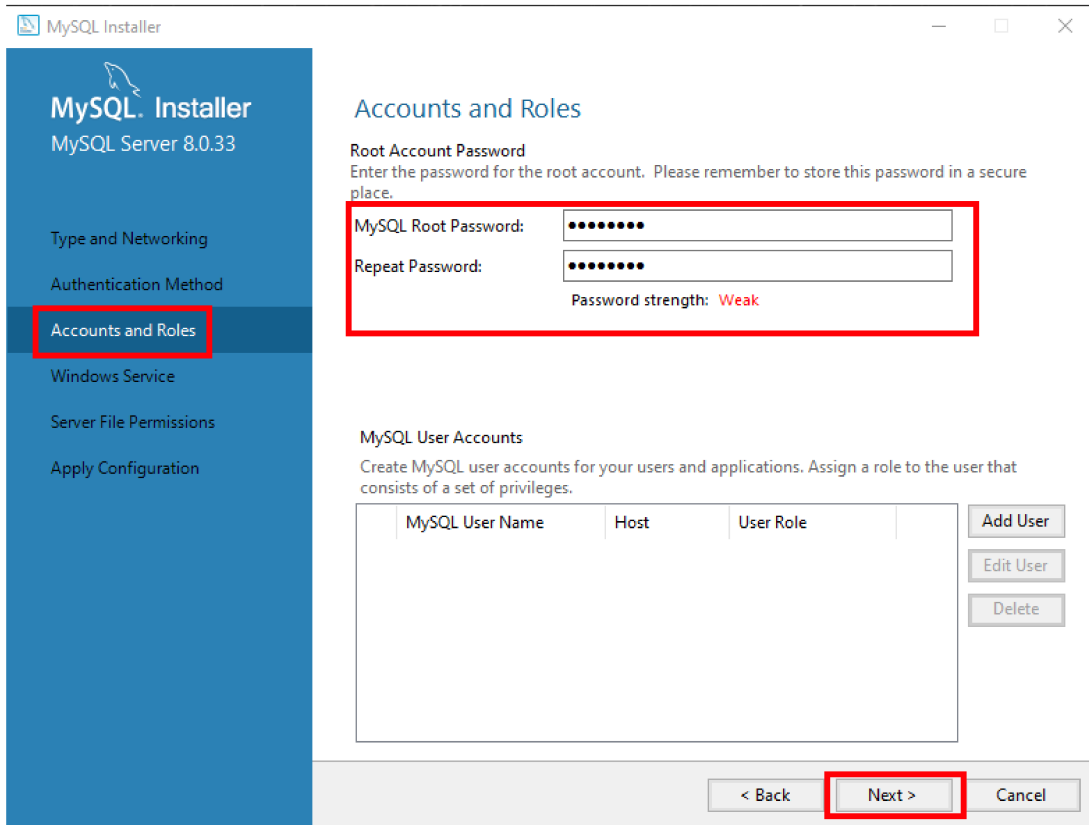 MySQL Installer
MySQL. Installer
MySQL Server 8.0.33
Type and Networking
Authentication Method
Accounts and Roles
Windows Service
Server File Permissions
Apply Configuration
Accounts and Roles
Root Account Password
Enter the password for the root account.  Please remember to store this password in a secure
place.
MySQL Root Password: ●●●●●●●●
Repeat Password: ●●●●●●●●
Password strength: Weak
MySQL User Accounts
Create MySQL user accounts for your users and applications. Assign a role to the user that
consists of a set of privileges.
MySQL User Name Host User Role
Add User
Edit User
Delete
< Back Next > Cancel